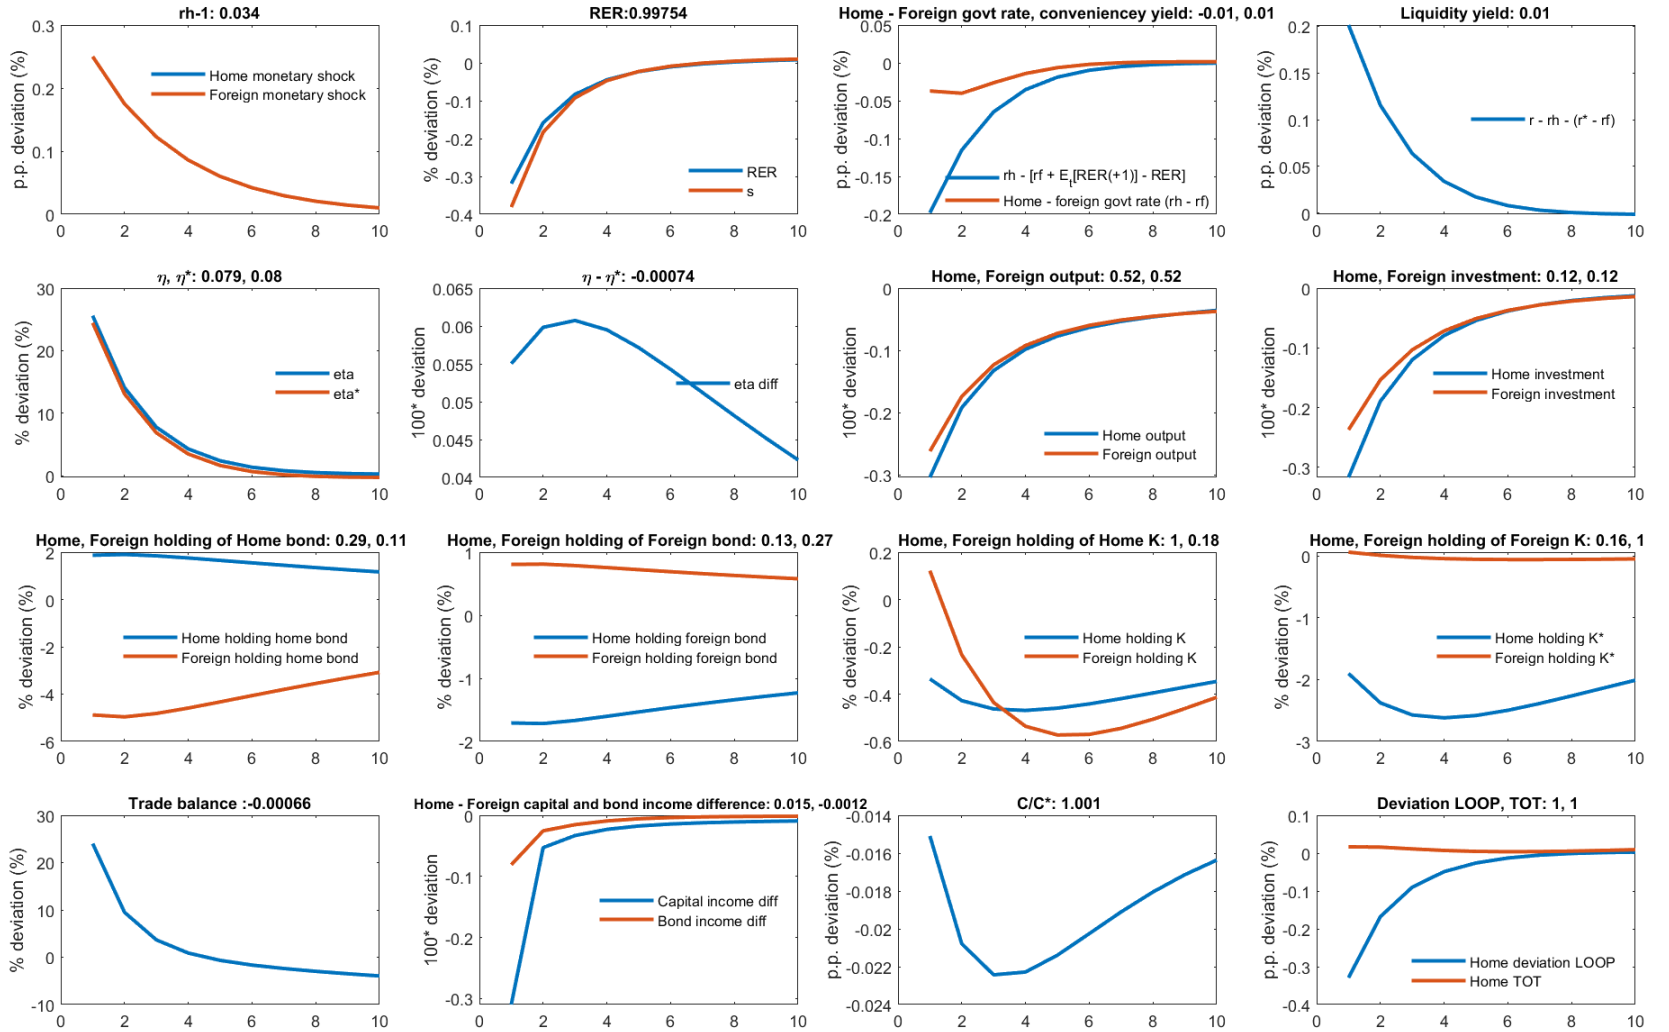 rh-1: 0.034
p.p. deviation (%)
0.3
0.2
0.1
0
0 2 4 6 8 10
Home monetary shock
Foreign monetary shock
RER:0.99754
% deviation (%)
0.1
0
-0.1
-0.2
-0.3
-0.4
0 2 4 6 8 10
RER
s
Home - Foreign govt rate, conveniencey yield: -0.01, 0.01
p.p. deviation (%)
0.05
0
-0.05
-0.1
-0.15
-0.2
0 2 4 6 8 10
rh - [rf + Et[RER(+1)] - RER]
Home - foreign govt rate (rh - rf)
Liquidity yield: 0.01
p.p. deviation (%)
0.2
0.15
0.1
0.05
0
0 2 4 6 8 10
r - rh - (r* - rf)
η, η*: 0.079, 0.08
% deviation (%)
30
20
10
0
0 2 4 6 8 10
eta
eta*
η - η*: -0.00074
100* deviation
0.065
0.06
0.055
0.05
0.045
0.04
0 2 4 6 8 10
eta diff
Home, Foreign output: 0.52, 0.52
100* deviation
0
-0.1
-0.2
-0.3
0 2 4 6 8 10
Home output
Foreign output
Home, Foreign investment: 0.12, 0.12
100* deviation
0
-0.1
-0.2
-0.3
0 2 4 6 8 10
Home investment
Foreign investment
Home, Foreign holding of Home bond: 0.29, 0.11
% deviation (%)
2
0
-2
-4
-6
0 2 4 6 8 10
Home holding home bond
Foreign holding home bond
Home, Foreign holding of Foreign bond: 0.13, 0.27
% deviation (%)
1
0
-1
-2
0 2 4 6 8 10
Home holding foreign bond
Foreign holding foreign bond
Home, Foreign holding of Home K: 1, 0.18
% deviation (%)
0.2
0
-0.2
-0.4
-0.6
0 2 4 6 8 10
Home holding K
Foreign holding K
Home, Foreign holding of Foreign K: 0.16, 1
% deviation (%)
0
-1
-2
-3
0 2 4 6 8 10
Home holding K*
Foreign holding K*
Trade balance :-0.00066
% deviation (%)
30
20
10
0
-10
0 2 4 6 8 10
Home - Foreign capital and bond income difference: 0.015, -0.0012
100* deviation
0
-0.1
-0.2
-0.3
0 2 4 6 8 10
Capital income diff
Bond income diff
C/C*: 1.001
p.p. deviation (%)
-0.014
-0.016
-0.018
-0.02
-0.022
-0.024
0 2 4 6 8 10
Deviation LOOP, TOT: 1, 1
p.p. deviation (%)
0.1
0
-0.1
-0.2
-0.3
-0.4
0 2 4 6 8 10
Home deviation LOOP
Home TOT